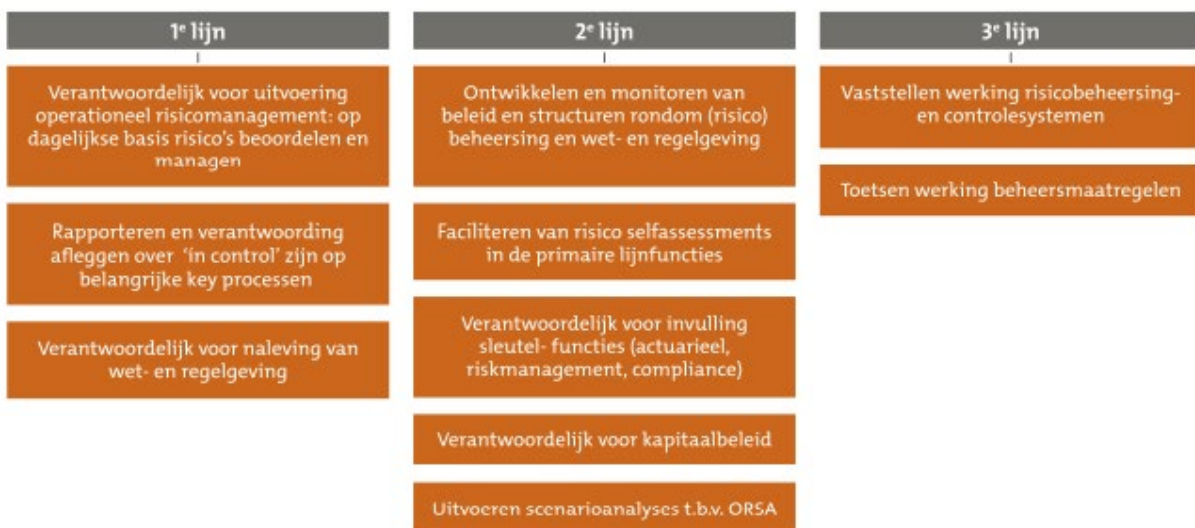 1e lijn
Verantwoordelijk voor uitvoering
operationeel risicomanagement: op
dagelijkse basis risico's beoordelen en
managen
Rapporteren en verantwoording
afleggen over ‘in control’ zijn op
belangrijke key processen
Verantwoordelijk voor naleving van
wet- en regelgeving
2e lijn
Ontwikkelen en monitoren van
beleid en structuren rondom (risico)
beheersing en wet- en regelgeving
Faciliteren van risico selfassessments
in de primaire lijnfuncties
Verantwoordelijk voor invulling
sleutel- functies (actuarieel,
riskmanagement, compliance)
Verantwoordelijk voor kapitaalbeleid
Uitvoeren scenarioanalyses t.b.v. ORSA
3e lijn
Vaststellen werking risicobeheersing-
en controlesystemen
Toetsen werking beheersmaatregelen